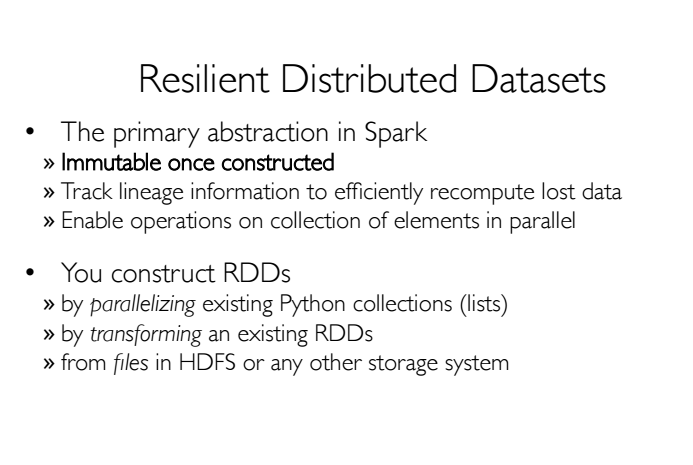 Resilient Distributed Datasets
• The primary abstraction in Spark
» Immutable once constructed
» Track lineage information to efficiently recompute lost data
» Enable operations on collection of elements in parallel
• You construct RDDs
» by parallelizing existing Python collections (lists)
» by transforming an existing RDDs
» from files in HDFS or any other storage system